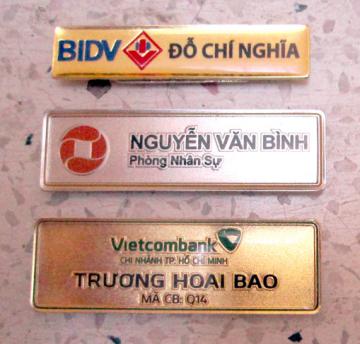 BIDV ĐỖ CHÍ NGHĨA
NGUYỄN VĂN BÌNH
Phòng Nhân Sự
Vietcombank
CHI NHÁNH TP. HỒ CHÍ MINH
TRƯƠNG HOAI BAO
MÃ CB: Q14